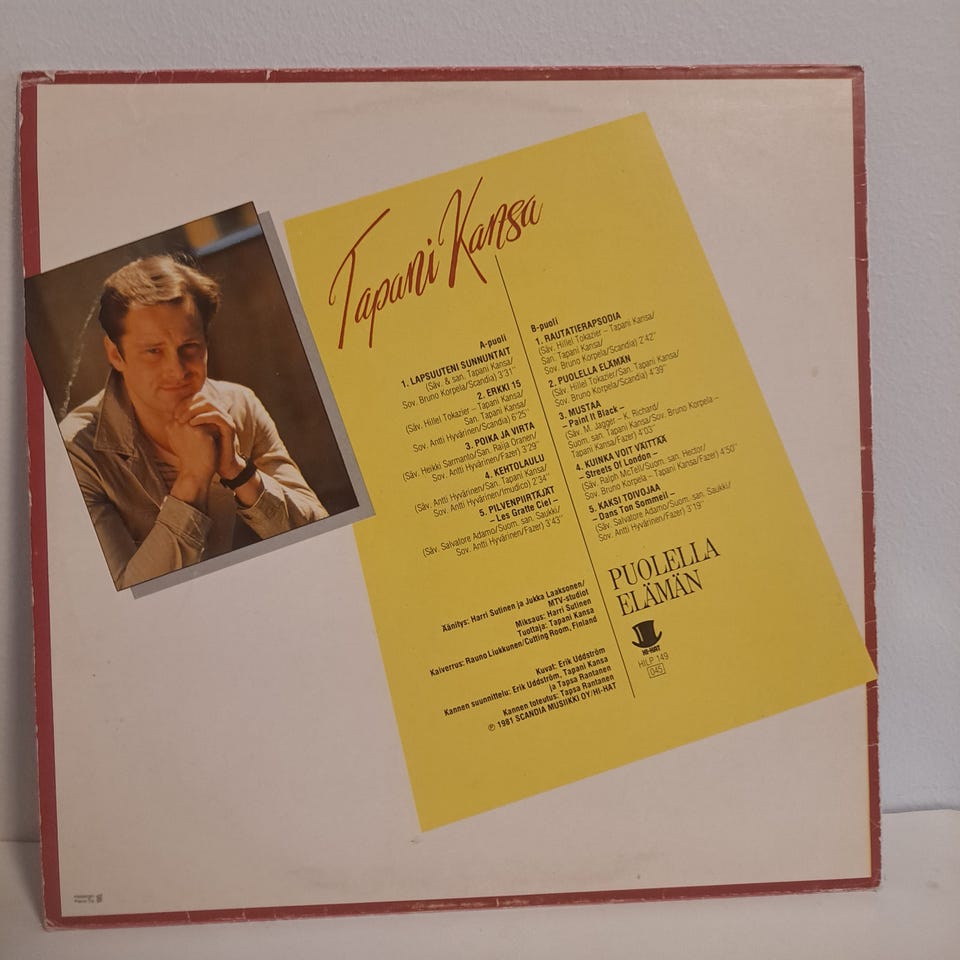 Tapani Kansa
A-puoli
1. LAPSUUTENI SUNNUNTAIT
(Säv. & san. Tapani Kansa/
Sov. Bruno Korpela/Scandia) 3'31"
2. ERKKI 15
(Säv. Hillel Tokazier – Tapani Kansa/
San. Tapani Kansa/
Sov. Antti Hyvärinen/Scandia) 6'25"
3. POIKA JA VIRTA
(Säv. Heikki Sarmanto/San. Raija Oranen/
Sov. Antti Hyvärinen/Fazer) 3'29"
4. KEHTOLAULU
(Säv. Antti Hyvärinen/San. Tapani Kansa/
Sov. Antti Hyvärinen/Imudico) 2'34"
5. PILVENPIIRTÄJÄT
– Les Gratte Ciel –
(Säv. Salvatore Adamo/Suom. san. Saukki/
Sov. Antti Hyvärinen/Fazer) 3'43"
Äänitys: Harri Sutinen ja Jukka Laaksonen/
MTV-studiot
Miksaus: Harri Sutinen
Tuottaja: Tapani Kansa
Kaiverrus: Rauno Liukkunen/Cutting Room, Finland
Kuvat: Erik Uddström
Kannen suunnittelu: Erik Uddström, Tapani Kansa
ja Tapsa Rantanen
Kannen toteutus: Tapsa Rantanen
℗ 1981 SCANDIA MUSIIKKI OY/HI-HAT
B-puoli
1. RAUTATIERAPSODIA
(Säv. Hillel Tokazier – Tapani Kansa/
San. Tapani Kansa/
Sov. Bruno Korpela/Scandia) 2'42"
2. PUOLELLA ELÄMÄN
(Säv. Hillel Tokazier/San. Tapani Kansa/
Sov. Bruno Korpela/Scandia) 4'39"
3. MUSTAA
– Paint It Black –
(Säv. M. Jagger – K. Richard/
Suom. san. Tapani Kansa/Sov. Bruno Korpela –
Tapani Kansa/Fazer) 4'03"
4. KUINKA VOIT VÄITTÄÄ
– Streets Of London –
(Säv. Ralph McTell/Suom. san. Hector/
Sov. Bruno Korpela – Tapani Kansa/Fazer) 4'50"
5. KAKSI TOIVOJAA
– Dans Ton Sommeil –
(Säv. Salvatore Adamo/Suom. san. Saukki/
Sov. Antti Hyvärinen/Fazer) 3'19"
PUOLELLA
ELÄMÄN
HI-HAT
HILP 149
045